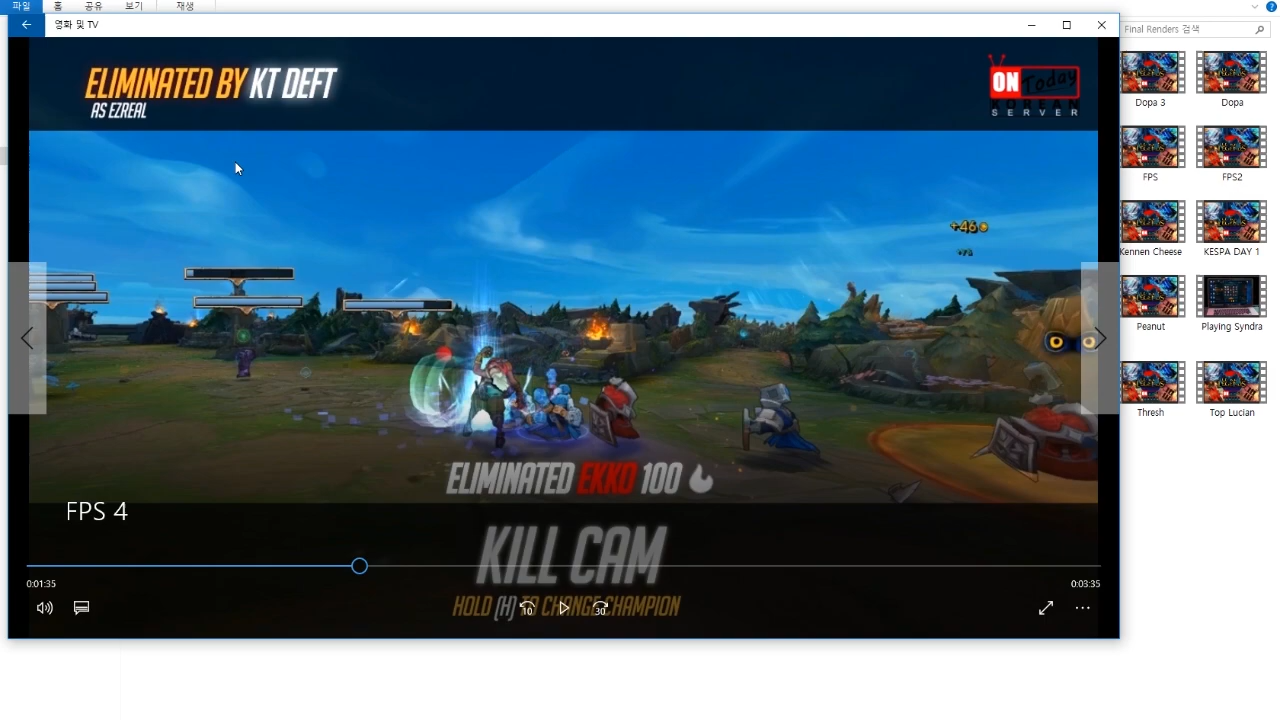 파일
홈
공유
보기
재생
영화 및 TV
Final Renders 검색
ELIMINATED BY KT DEFT
AS EZREAL
ON Today
KOREAN
SERVER
Dopa 3
Dopa
FPS
FPS2
Kennen Cheese
KESPA DAY 1
Peanut
Playing Syndra
Thresh
Top Lucian
+46
ELIMINATED EKKO 100
FPS 4
KILL CAM
0:01:35
0:03:35
HOLD (H) TO CHANGE CHAMPION
10
30